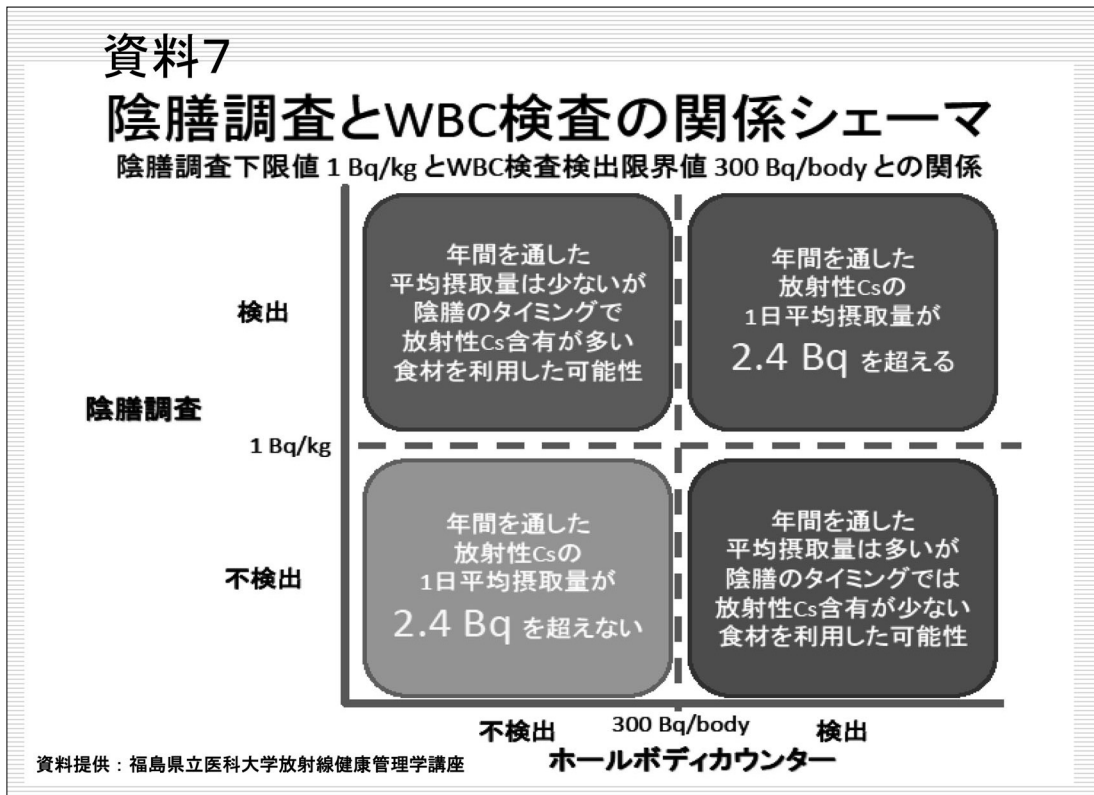 資料7
陰膳調査とWBC検査の関係シェーマ
陰膳調査下限値 1 Bq/kg とWBC検査検出限界値 300 Bq/body との関係
年間を通した
平均摂取量は少ないが
陰膳のタイミングで
放射性Cs含有が多い
食材を利用した可能性
年間を通した
放射性Csの
1日平均摂取量が
2.4 Bq を超える
検出
陰膳調査
1 Bq/kg
年間を通した
放射性Csの
1日平均摂取量が
2.4 Bq を超えない
年間を通した
平均摂取量は多いが
陰膳のタイミングでは
放射性Cs含有が少ない
食材を利用した可能性
不検出
不検出
300 Bq/body
検出
ホールボディカウンター
資料提供：福島県立医科大学放射線健康管理学講座